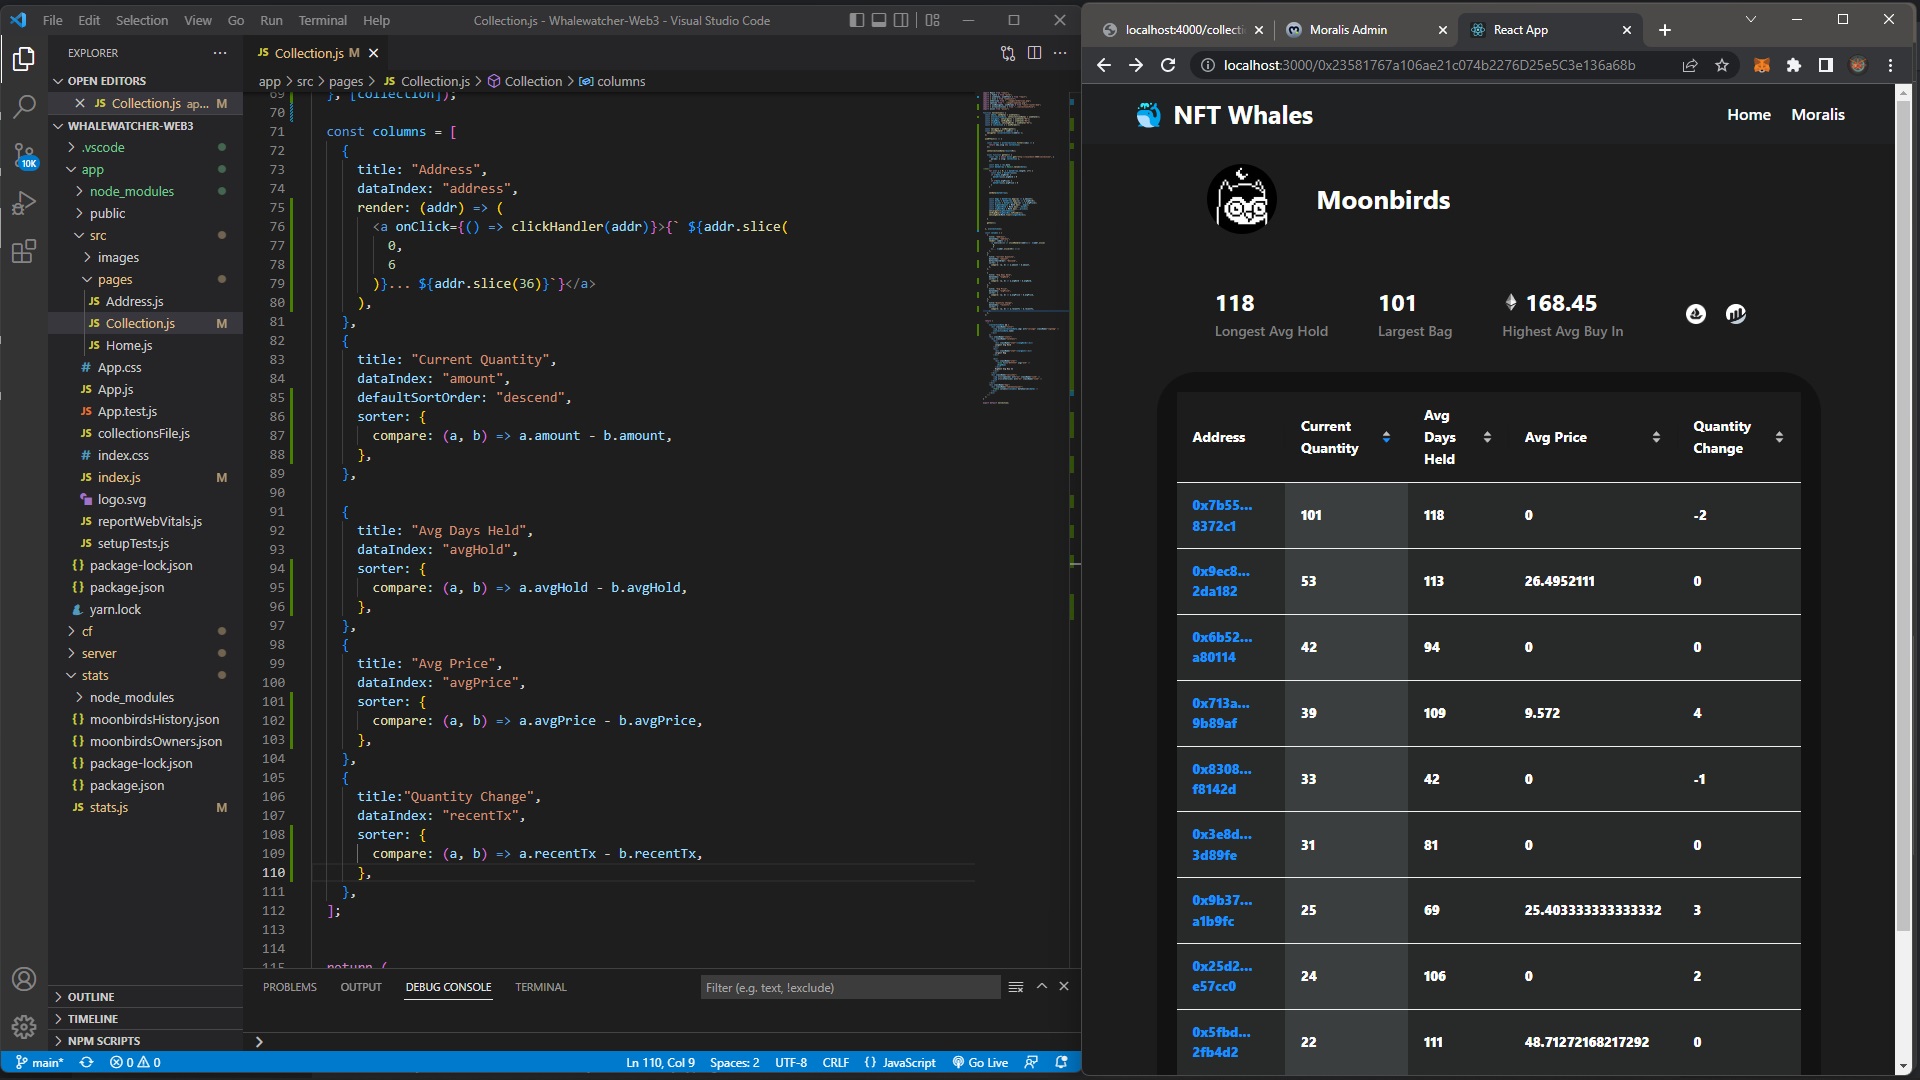 File Edit Selection View Go Run Terminal Help
Collection.js - Whalewatcher-Web3 - Visual Studio Code
EXPLORER
OPEN EDITORS
JS Collection.js ap... M
WHALEWATCHER-WEB3
.vscode
app
node_modules
public
src
images
pages
JS Address.js
JS Collection.js M
JS Home.js
# App.css
JS App.js
JS App.test.js
JS collectionsFile.js
# index.css
JS index.js M
logo.svg
JS reportWebVitals.js
JS setupTests.js
{} package-lock.json
{} package.json
yarn.lock
cf
server
stats
node_modules
{} moonbirdsHistory.json
{} moonbirdsOwners.json
{} package-lock.json
{} package.json
JS stats.js M
OUTLINE
TIMELINE
NPM SCRIPTS
10K
JS Collection.js M
app > src > pages > JS Collection.js > Collection > columns
69 }, [collection]);
70
71 const columns = [
72 {
73 title: "Address",
74 dataIndex: "address",
75 render: (addr) => (
76 <a onClick={() => clickHandler(addr)}>{` ${addr.slice(
77 0,
78 6
79 )}... ${addr.slice(36)}`}</a>
80 ),
81 },
82 {
83 title: "Current Quantity",
84 dataIndex: "amount",
85 defaultSortOrder: "descend",
86 sorter: {
87 compare: (a, b) => a.amount - b.amount,
88 },
89 },
90
91 {
92 title: "Avg Days Held",
93 dataIndex: "avgHold",
94 sorter: {
95 compare: (a, b) => a.avgHold - b.avgHold,
96 },
97 },
98 {
99 title: "Avg Price",
100 dataIndex: "avgPrice",
101 sorter: {
102 compare: (a, b) => a.avgPrice - b.avgPrice,
103 },
104 },
105 {
106 title:"Quantity Change",
107 dataIndex: "recentTx",
108 sorter: {
109 compare: (a, b) => a.recentTx - b.recentTx,
110 },
111 },
112 ];
113
114
115 return (
PROBLEMS OUTPUT DEBUG CONSOLE TERMINAL
Filter (e.g. text, !exclude)
main* 0 0
Ln 110, Col 9 Spaces: 2 UTF-8 CRLF {} JavaScript Go Live
localhost:4000/collecti
Moralis Admin
React App
localhost:3000/0x23581767a106ae21c074b2276D25e5C3e136a68b
NFT Whales
Home Moralis
Moonbirds
118 101 168.45
Longest Avg Hold Largest Bag Highest Avg Buy In
Address Current Quantity Avg Days Held Avg Price Quantity Change
0x7b55... 8372c1 101 118 0 -2
0x9ec8... 2da182 53 113 26.4952111 0
0x6b52... a80114 42 94 0 0
0x713a... 9b89af 39 109 9.572 4
0x8308... f8142d 33 42 0 -1
0x3e8d... 3d89fe 31 81 0 0
0x9b37... a1b9fc 25 69 25.403333333333332 3
0x25d2... e57cc0 24 106 0 2
0x5fbd... 2fb4d2 22 111 48.71272168217292 0